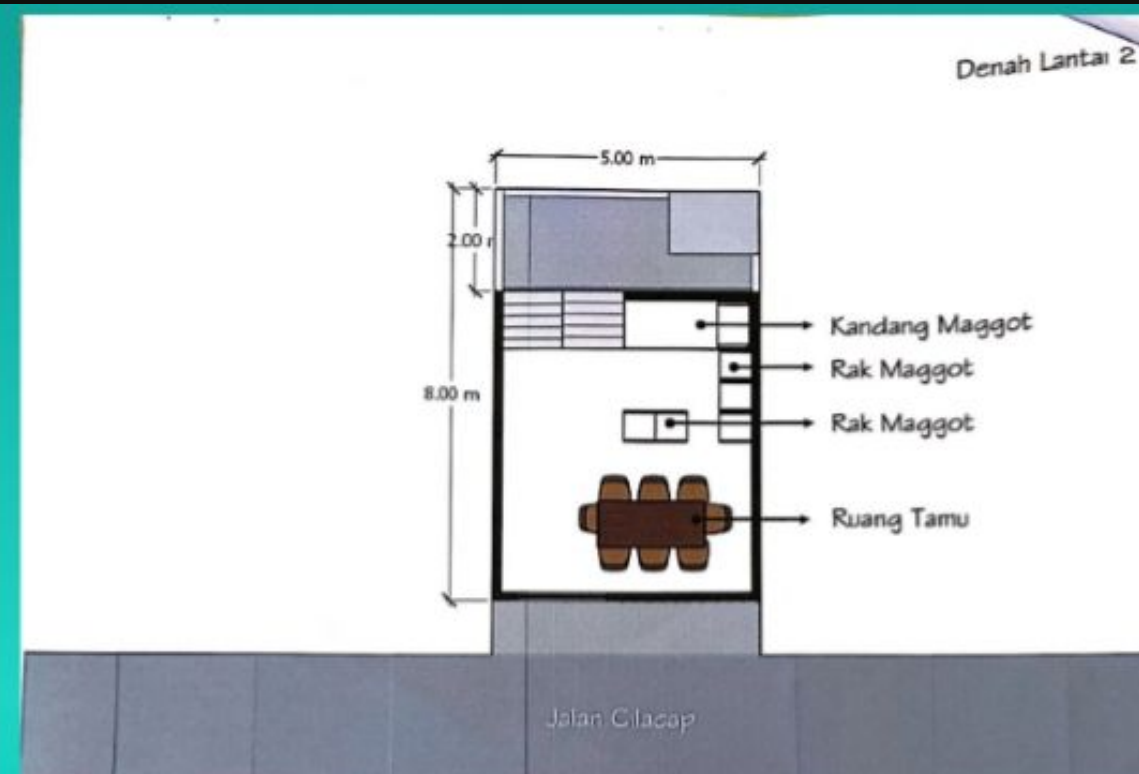 Denah Lantai 2
5.00 m
2.00
8.00 m
Kandang Maggot
Rak Maggot
Rak Maggot
Ruang Tamu
Jalan Cilacap